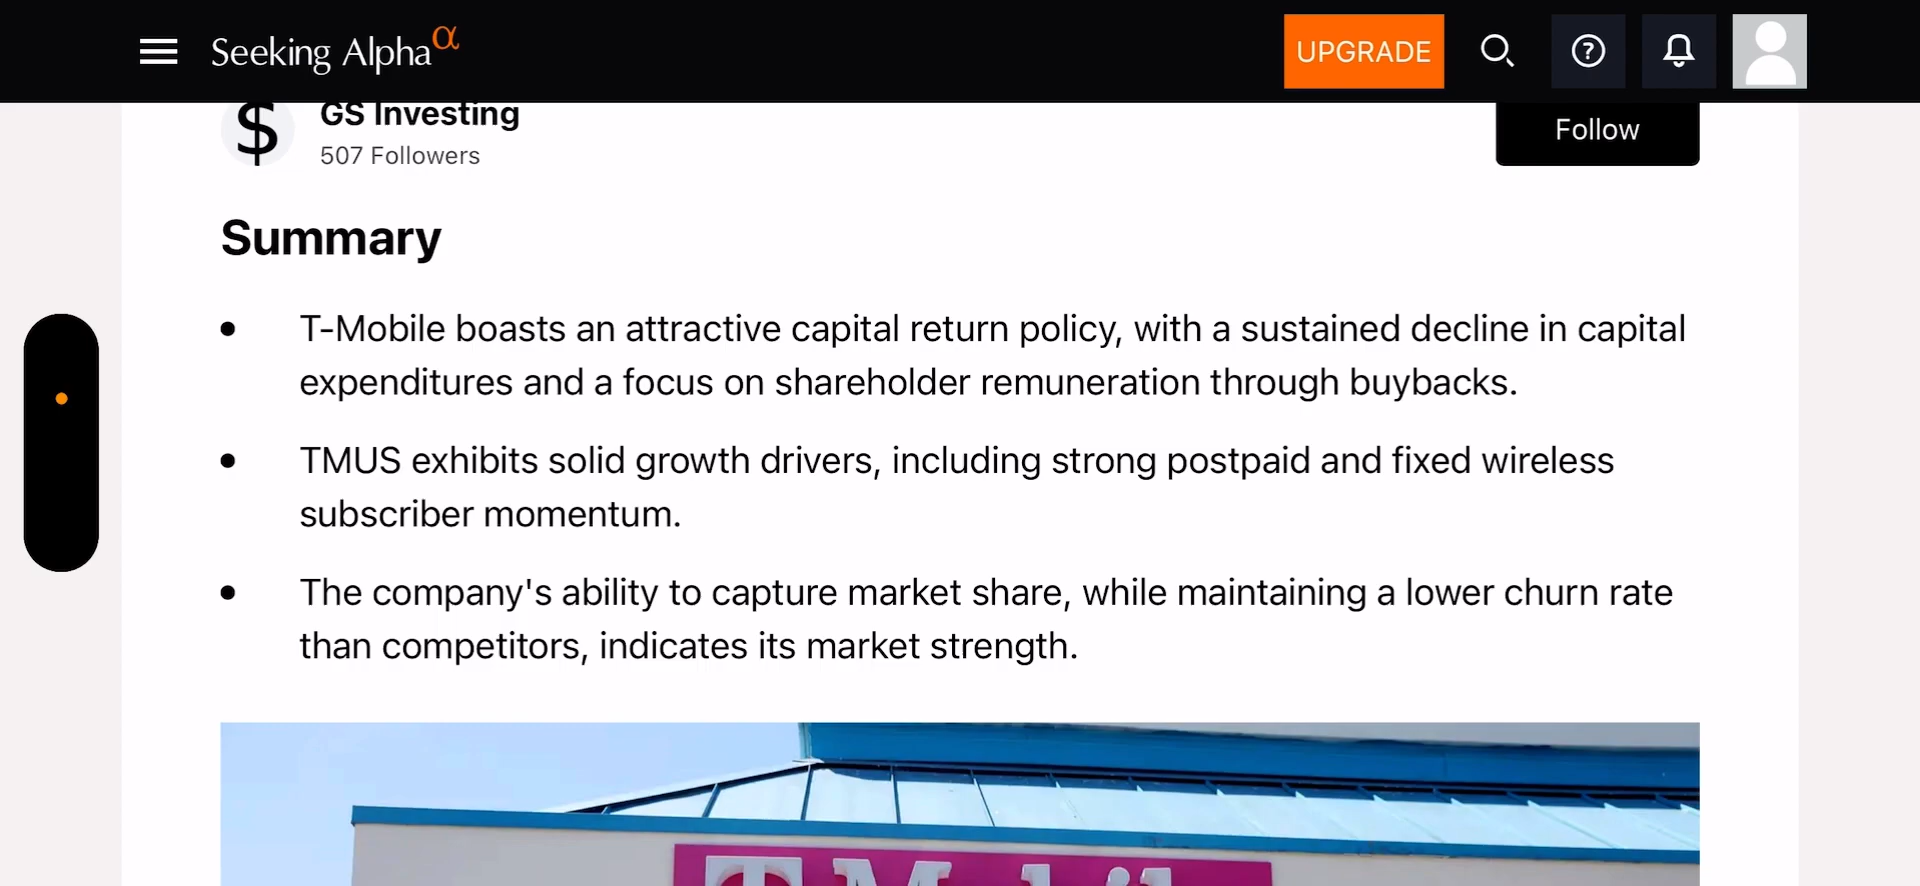 Seeking Alpha α
UPGRADE
GS Investing
507 Followers
Follow
Summary
• T-Mobile boasts an attractive capital return policy, with a sustained decline in capital
expenditures and a focus on shareholder remuneration through buybacks.
• TMUS exhibits solid growth drivers, including strong postpaid and fixed wireless
subscriber momentum.
• The company's ability to capture market share, while maintaining a lower churn rate
than competitors, indicates its market strength.
T Mobil